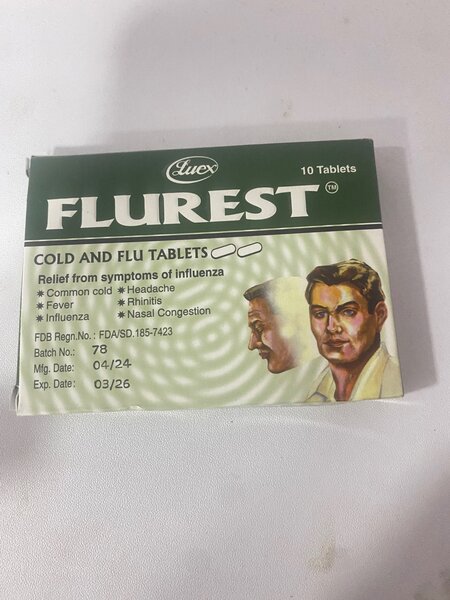 Luex
10 Tablets
FLUREST™
COLD AND FLU TABLETS
Relief from symptoms of influenza
✷ Common cold ✷ Headache
✷ Fever ✷ Rhinitis
✷ Influenza ✷ Nasal Congestion
FDB Regn.No.: FDA/SD.185-7423
Batch No.: 78
Mfg. Date: 04/24
Exp. Date: 03/26